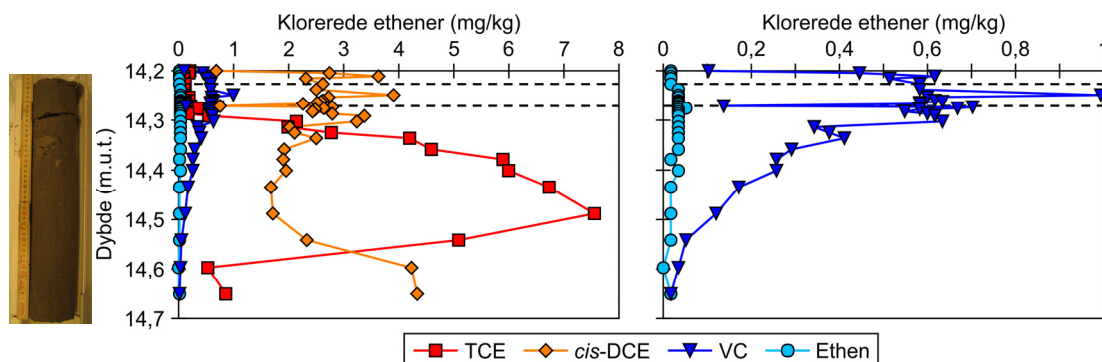 Klorerede ethener (mg/kg)
0 1 2 3 4 5 6 7 8
Klorerede ethener (mg/kg)
0 0,2 0,4 0,6 0,8 1
Dybde (m.u.t.)
14,2
14,3
14,4
14,5
14,6
14,7
TCE cis-DCE VC Ethen